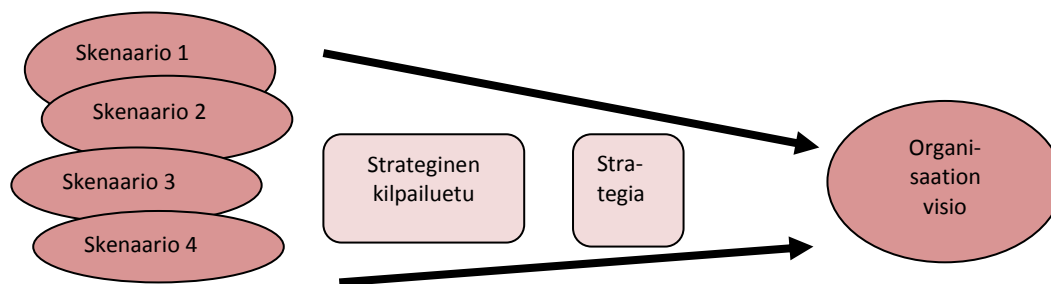 Skenaario 1
Skenaario 2
Skenaario 3
Skenaario 4
Strateginen
kilpailuetu
Stra-
tegia
Organi-
saation
visio